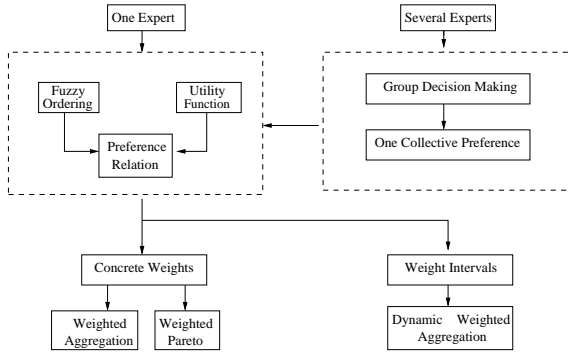 One Expert
Several Experts
Fuzzy
Ordering
Utility
Function
Preference
Relation
Group Decision Making
One Collective Preference
Concrete Weights
Weight Intervals
Weighted
Aggregation
Weighted
Pareto
Dynamic Weighted
Aggregation